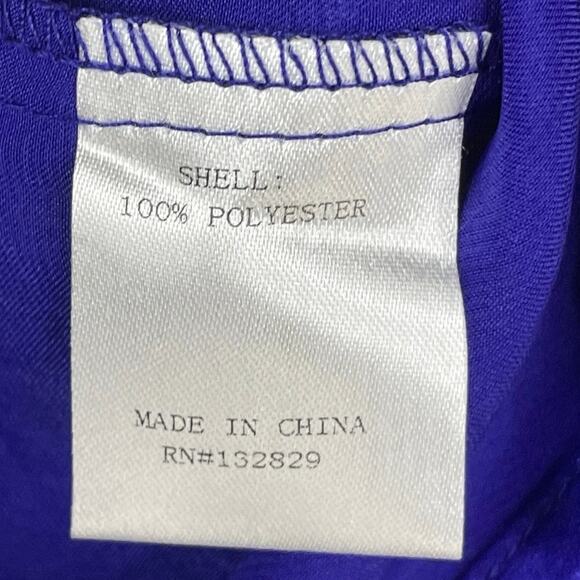 SHELL:
100% POLYESTER
MADE IN CHINA
RN#132829